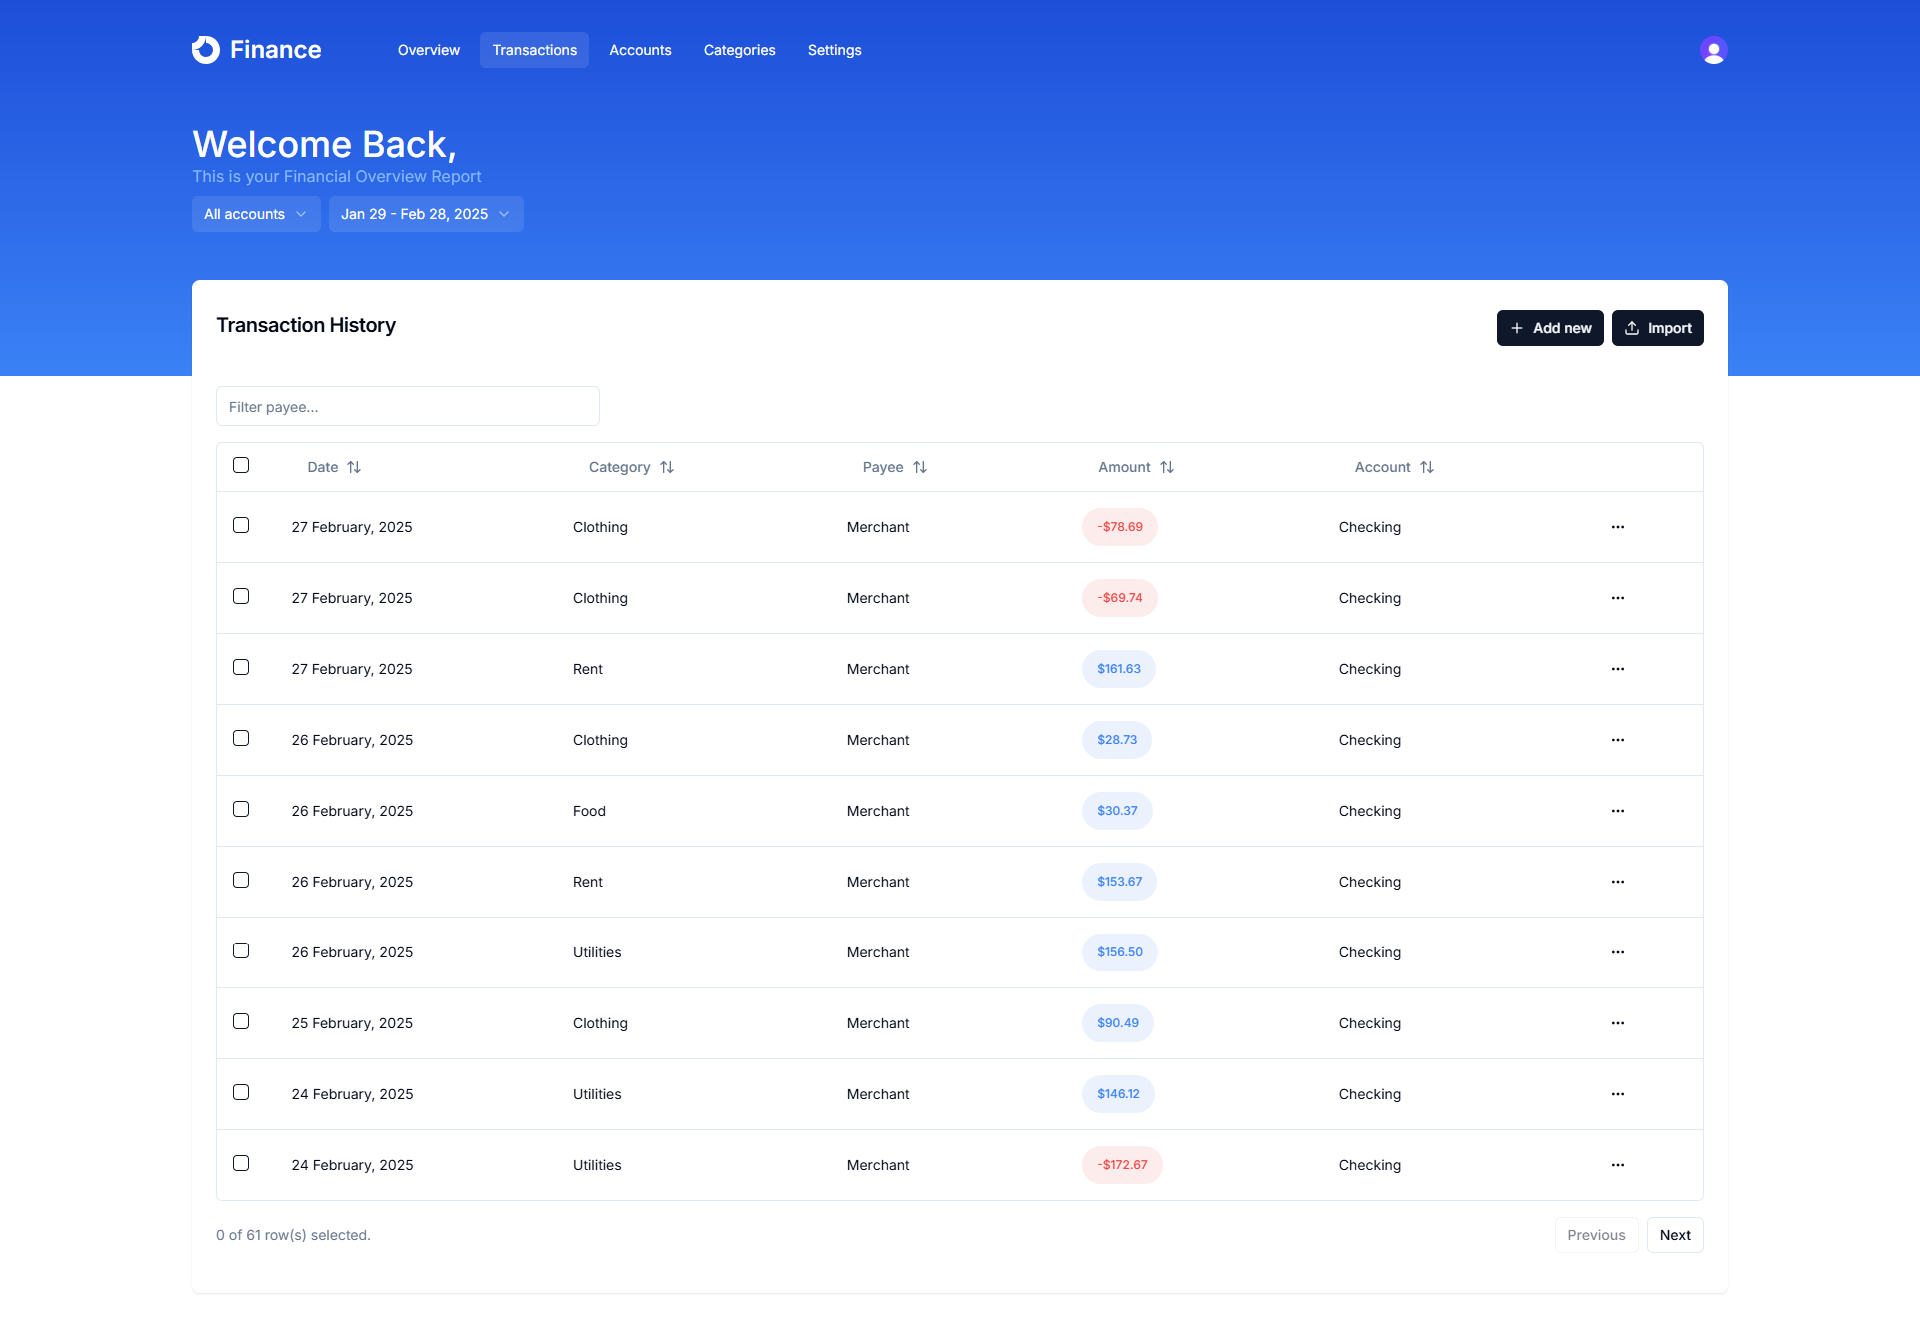 Finance
Overview Transactions Accounts Categories Settings
Welcome Back,
This is your Financial Overview Report
All accounts Jan 29 - Feb 28, 2025
Transaction History
Add new Import
Filter payee...
Date Category Payee Amount Account
27 February, 2025 Clothing Merchant -$78.69 Checking
27 February, 2025 Clothing Merchant -$69.74 Checking
27 February, 2025 Rent Merchant $161.63 Checking
26 February, 2025 Clothing Merchant $28.73 Checking
26 February, 2025 Food Merchant $30.37 Checking
26 February, 2025 Rent Merchant $153.67 Checking
26 February, 2025 Utilities Merchant $156.50 Checking
25 February, 2025 Clothing Merchant $90.49 Checking
24 February, 2025 Utilities Merchant $146.12 Checking
24 February, 2025 Utilities Merchant -$172.67 Checking
0 of 61 row(s) selected.
Previous Next